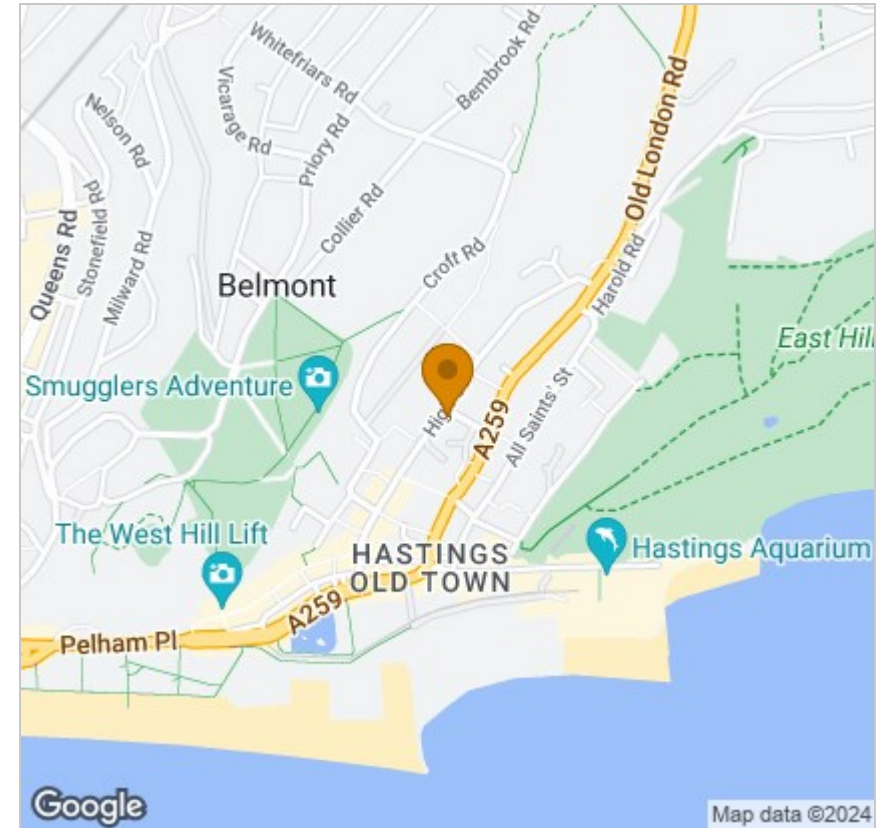 Whitefriars Rd
Bembrook Rd
Old London Rd
Vicarage Rd
Nelson Rd
Priory Rd
Collier Rd
Queens Rd
Stonefield Rd
Milward Rd
Croft Rd
Harold Rd
Belmont
East Hil
Smugglers Adventure
Hig
A259
All Saints' St
The West Hill Lift
HASTINGS
OLD TOWN
Hastings Aquarium
A259
Pelham Pl
Google
Map data ©2024